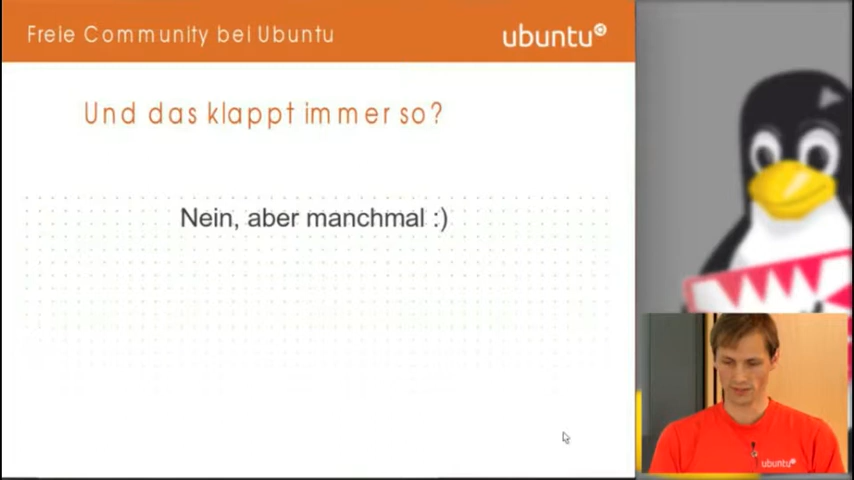 Freie Community bei Ubuntu
ubuntu
Und das klappt immer so?
Nein, aber manchmal :)
ubuntu